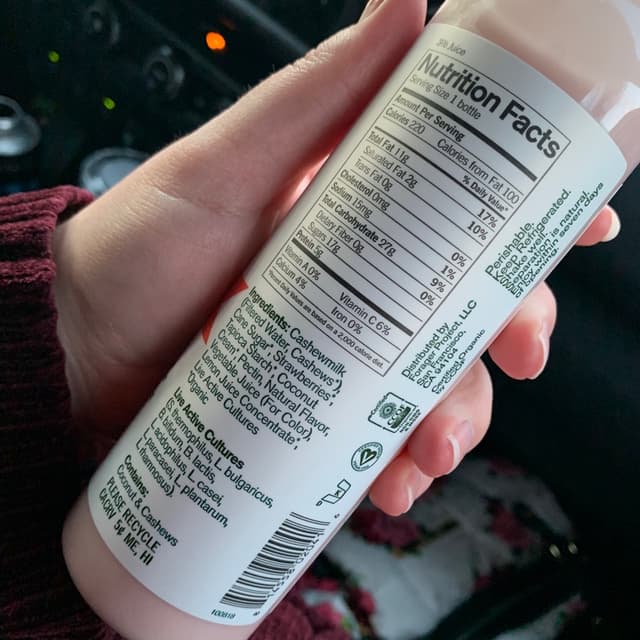 Juice
Nutrition Facts
Serving Size 1 bottle
Amount Per Serving
Calories 220 Calories from Fat 100
% Daily Value*
Total Fat 11g 17%
Saturated Fat 2g 10%
Trans Fat 0g
Cholesterol 0mg 0%
Sodium 15mg 1%
Total Carbohydrate 27g 9%
Dietary Fiber 0g 0%
Sugars 17g
Protein
Vitamin A 0% Vitamin C 6%
Calcium 4% Iron 0%
*Percent Daily Values are based on a 2,000 calorie diet.
Ingredients: Cashewmilk
(Filtered Water, Cashews*),
Cane Sugar*, Strawberries*,
Tapioca Starch*, Coconut
Cream*, Pectin, Natural Flavor,
Vegetable Juice (For Color),
Lemon Juice Concentrate*,
Live Active Cultures
*Organic
Live Active Cultures
S. thermophilus, L. bulgaricus,
B. bifidum, B. lactis,
L. acidophilus, L. casei,
L. paracasei, L. plantarum,
L. rhamnosus).
Contains:
Coconut & Cashews
PLEASE RECYCLE
CA CRV 5¢ ME, HI
Perishable.
Keep Refrigerated.
Shake well,
separation is natural.
seven days
Distributed by
Forager Project, LLC
San Francisco,
CA 94104
100818